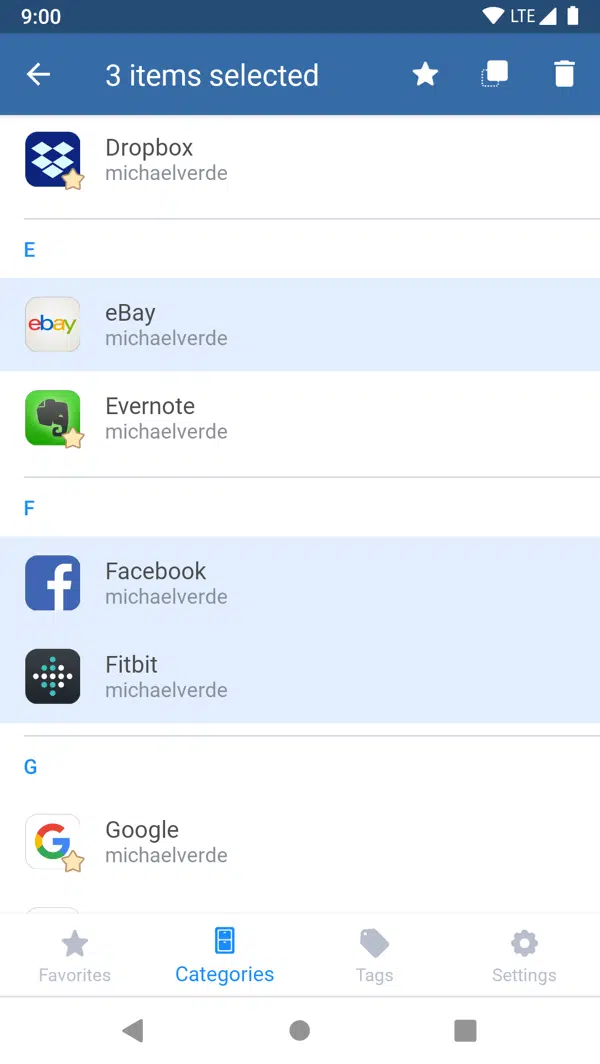 9:00
LTE
3 items selected
Dropbox
michaelverde
E
ebay
eBay
michaelverde
Evernote
michaelverde
F
Facebook
michaelverde
Fitbit
michaelverde
G
Google
michaelverde
Favorites
Categories
Tags
Settings